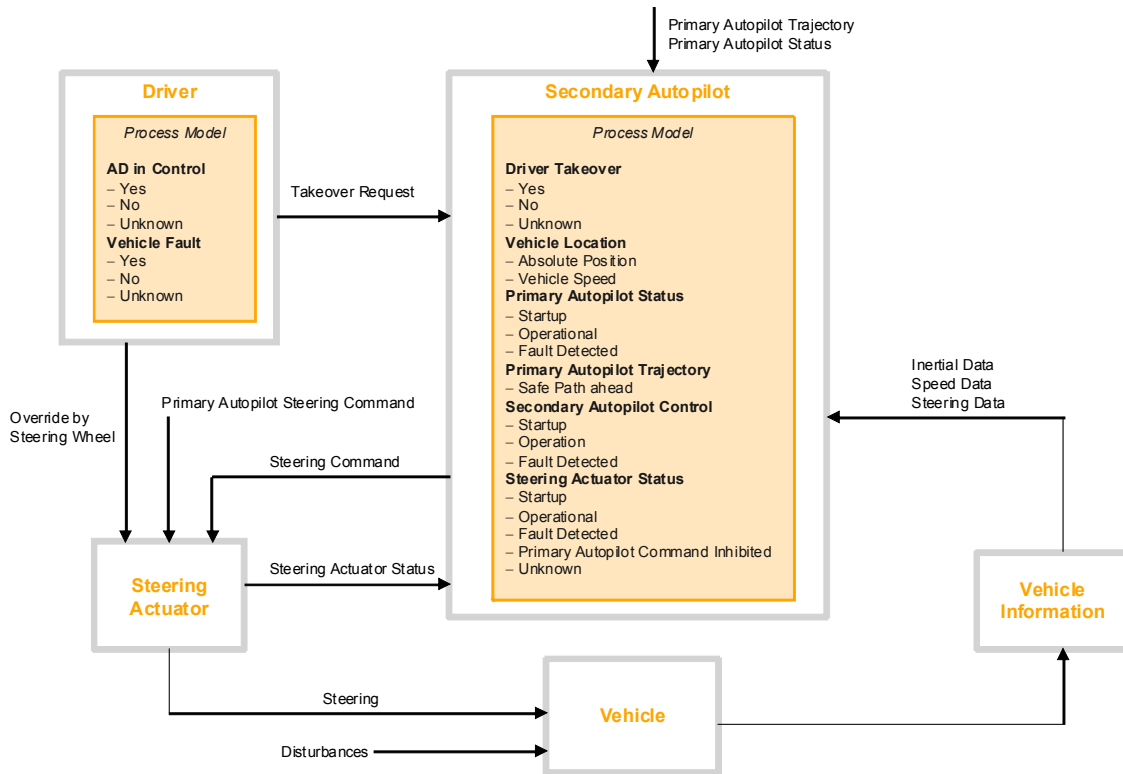 Primary Autopilot Trajectory
Primary Autopilot Status
Driver
Process Model
AD in Control
– Yes
– No
– Unknown
Vehicle Fault
– Yes
– No
– Unknown
Takeover Request
Secondary Autopilot
Process Model
Driver Takeover
– Yes
– No
– Unknown
Vehicle Location
– Absolute Position
– Vehicle Speed
Primary Autopilot Status
– Startup
– Operational
– Fault Detected
Primary Autopilot Trajectory
– Safe Path ahead
Secondary Autopilot Control
– Startup
– Operation
– Fault Detected
Steering Actuator Status
– Startup
– Operational
– Fault Detected
– Primary Autopilot Command Inhibited
– Unknown
Inertial Data
Speed Data
Steering Data
Override by
Steering Wheel
Primary Autopilot Steering Command
Steering Command
Steering
Actuator
Steering Actuator Status
Vehicle
Information
Steering
Disturbances
Vehicle